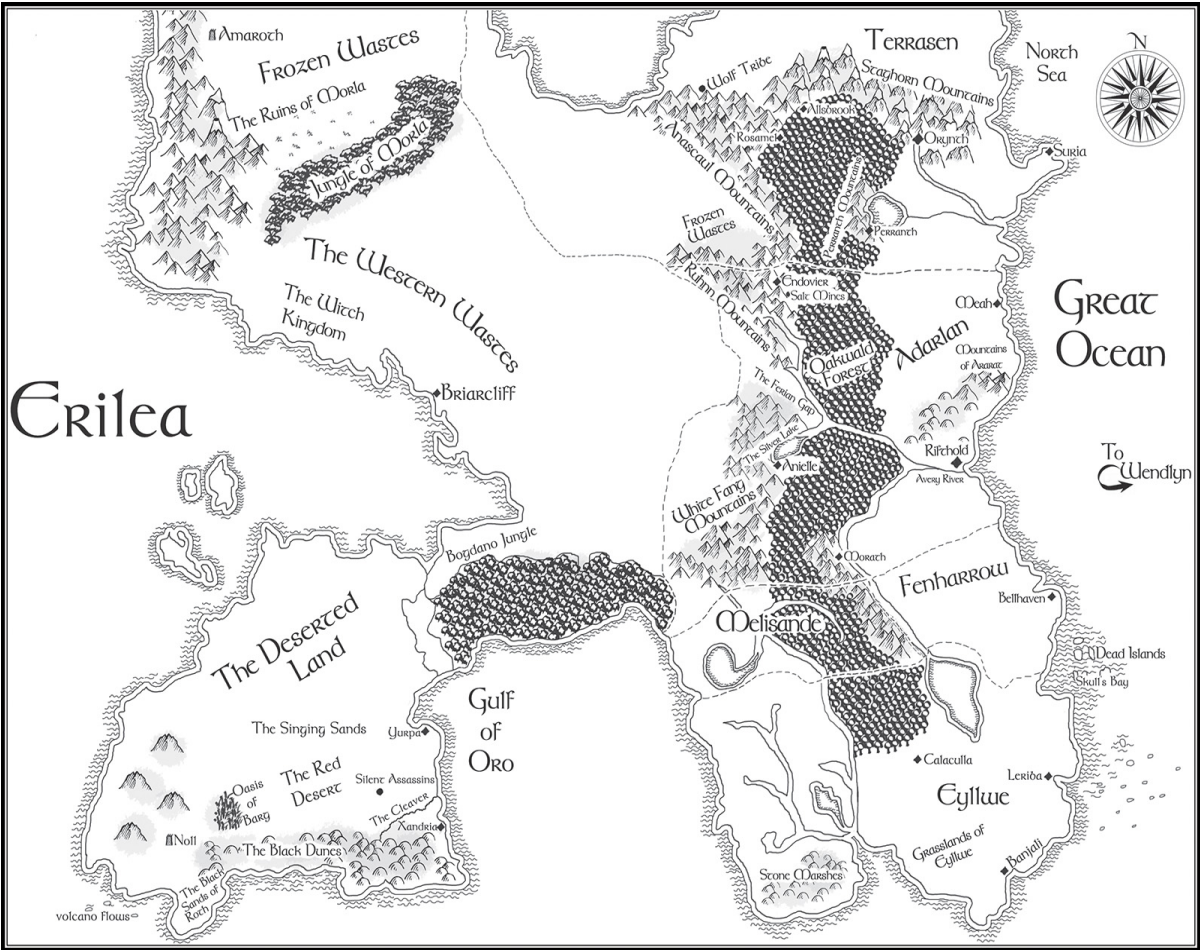 Amaroth
Frozen Wastes
The Ruins of Morla
Jungle of Morla
The Western Wastes
The Witch
Kingdom
Briarcliff
Erilea
Terrasen
North
Sea
N
Wolf Tribe
Staghorn Mountains
Allsbrook
Rosamel
Orynth
Suria
Anascaul Mountains
Perranth Mountains
Perranth
Frozen
Wastes
Ruhnn Mountains
Endovier
Salt Mines
Meah
Great
Ocean
Adarlan
Oakwald
Forest
Mountains
of Ararat
The Ferian Gap
The Silver Lake
Anielle
Rifthold
Avery River
To
Wendlyn
White Fang
Mountains
Morath
Fenharrow
Bellhaven
Bogdano Jungle
Melisande
Dead Islands
Skull's Bay
The Deserted
Land
Gulf
of
Oro
The Singing Sands
Yurpa
The Red
Desert
Silent Assassins
Oasis
of
Barg
The Cleaver
Xandria
Noll
The Black Dunes
The Black
Sands of
Roth
volcano flows
Calaculla
Leriba
Eyllwe
Grasslands of
Eyllwe
Banjali
Stone Marshes